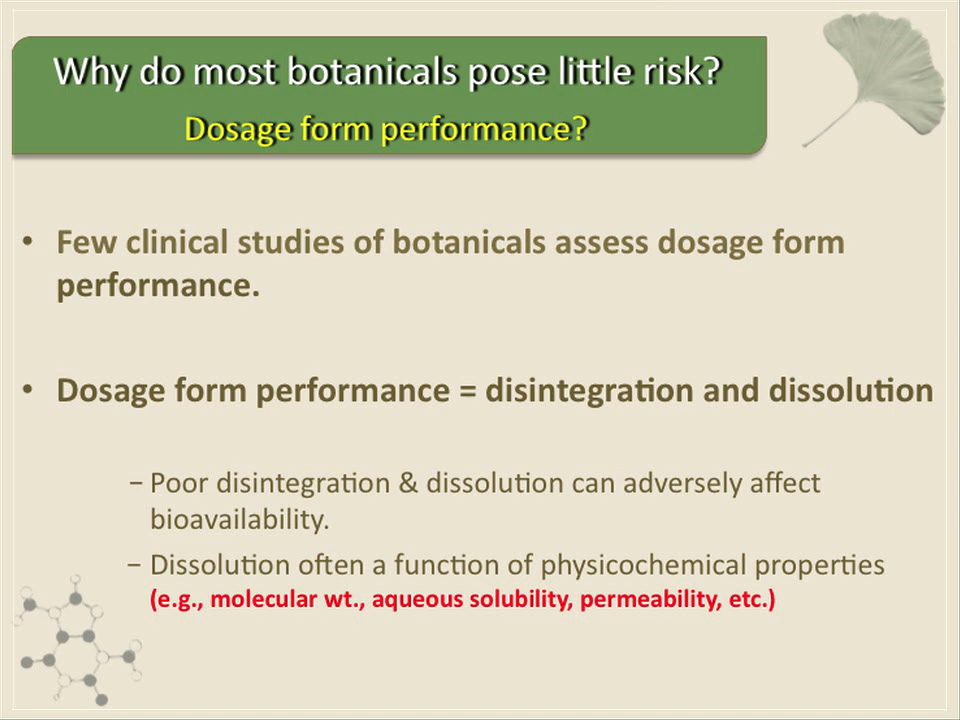 Why do most botanicals pose little risk?
Dosage form performance?
• Few clinical studies of botanicals assess dosage form
performance.
• Dosage form performance = disintegration and dissolution
− Poor disintegration & dissolution can adversely affect
bioavailability.
− Dissolution often a function of physicochemical properties
(e.g., molecular wt., aqueous solubility, permeability, etc.)